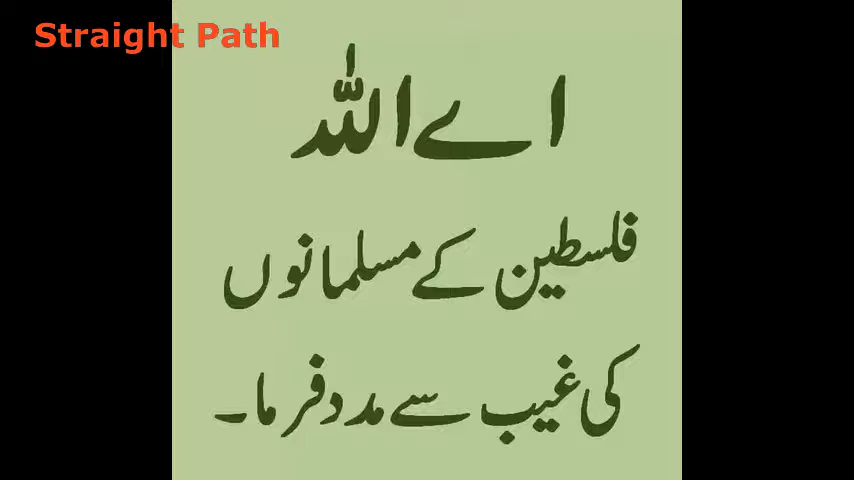 Straight Path
اے اللہ
فلسطین کے مسلمانوں
کی غیب سے مدد فرما۔